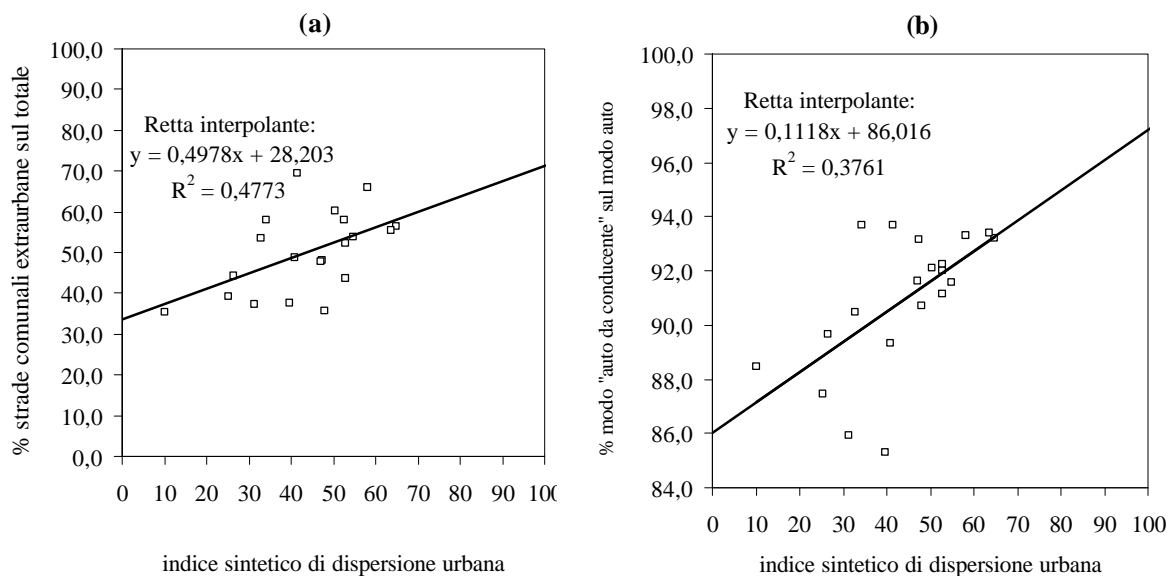 (a)
% strade comunali extraurbane sul totale
100,0
90,0
80,0
70,0
60,0
50,0
40,0
30,0
20,0
10,0
0,0
Retta interpolante:
y = 0,4978x + 28,203
R² = 0,4773
0 10 20 30 40 50 60 70 80 90 100
indice sintetico di dispersione urbana
(b)
% modo "auto da conducente" sul modo auto
100,0
98,0
96,0
94,0
92,0
90,0
88,0
86,0
84,0
Retta interpolante:
y = 0,1118x + 86,016
R² = 0,3761
0 10 20 30 40 50 60 70 80 90 100
indice sintetico di dispersione urbana